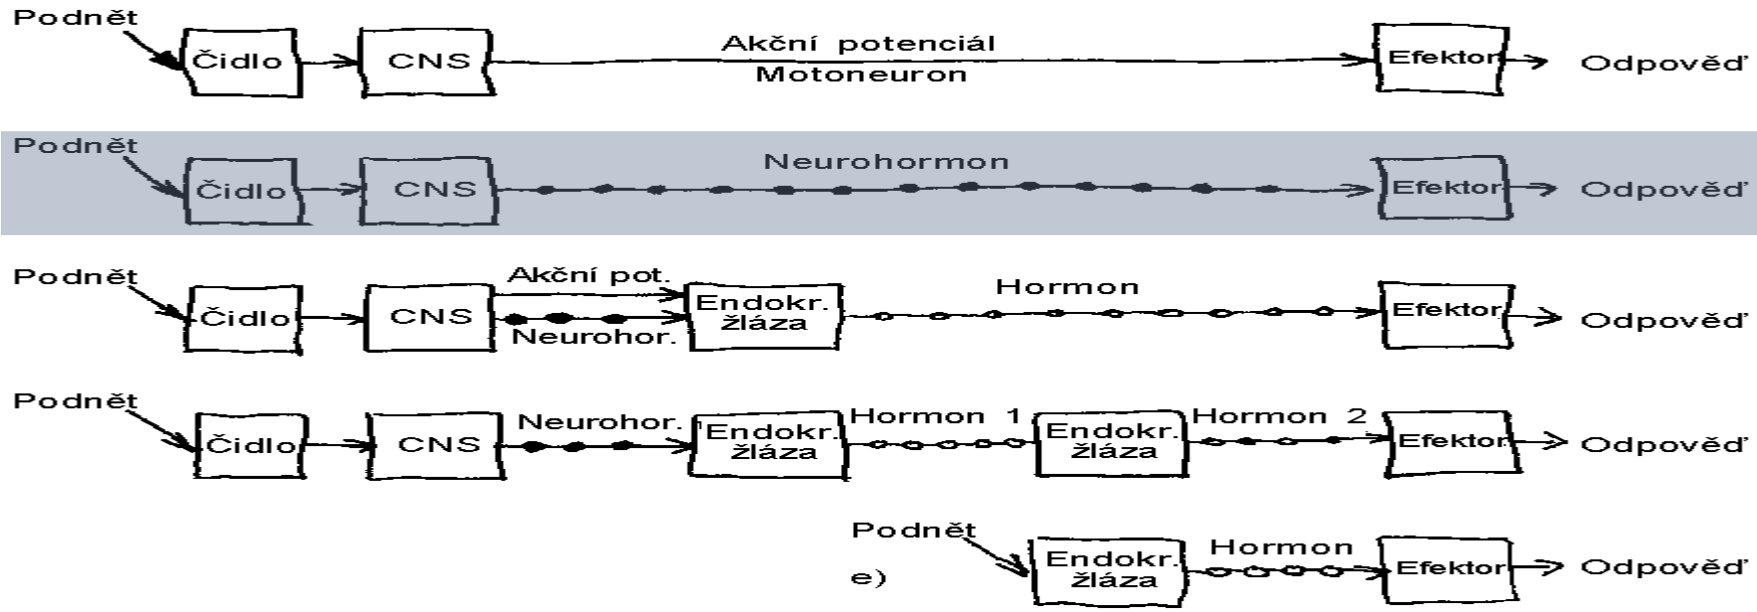 Podnět
Čidlo CNS Akční potenciál Efektor Odpověď
Motoneuron
Podnět
Čidlo CNS Neurohormon Efektor Odpověď
Podnět
Čidlo CNS Akční pot. Endokr. Hormon Efektor Odpověď
Neurohor. žláza
Podnět
Čidlo CNS Neurohor. Endokr. Hormon 1 Endokr. Hormon 2 Efektor Odpověď
žláza žláza
Podnět
e) Endokr. Hormon Efektor Odpověď
žláza